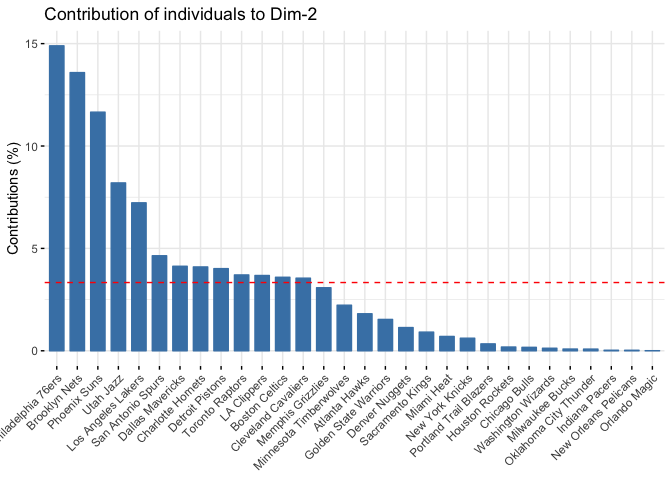 Contribution of individuals to Dim-2
Contributions (%)
15
10
5
0
hiladelphia 76ers
Brooklyn Nets
Phoenix Suns
Utah Jazz
Los Angeles Lakers
San Antonio Spurs
Dallas Mavericks
Charlotte Hornets
Detroit Pistons
Toronto Raptors
LA Clippers
Boston Celtics
Cleveland Cavaliers
Memphis Grizzlies
Minnesota Timberwolves
Atlanta Hawks
Golden State Warriors
Denver Nuggets
Sacramento Kings
Miami Heat
New York Knicks
Portland Trail Blazers
Houston Rockets
Chicago Bulls
Washington Wizards
Milwaukee Bucks
Oklahoma City Thunder
Indiana Pacers
New Orleans Pelicans
Orlando Magic